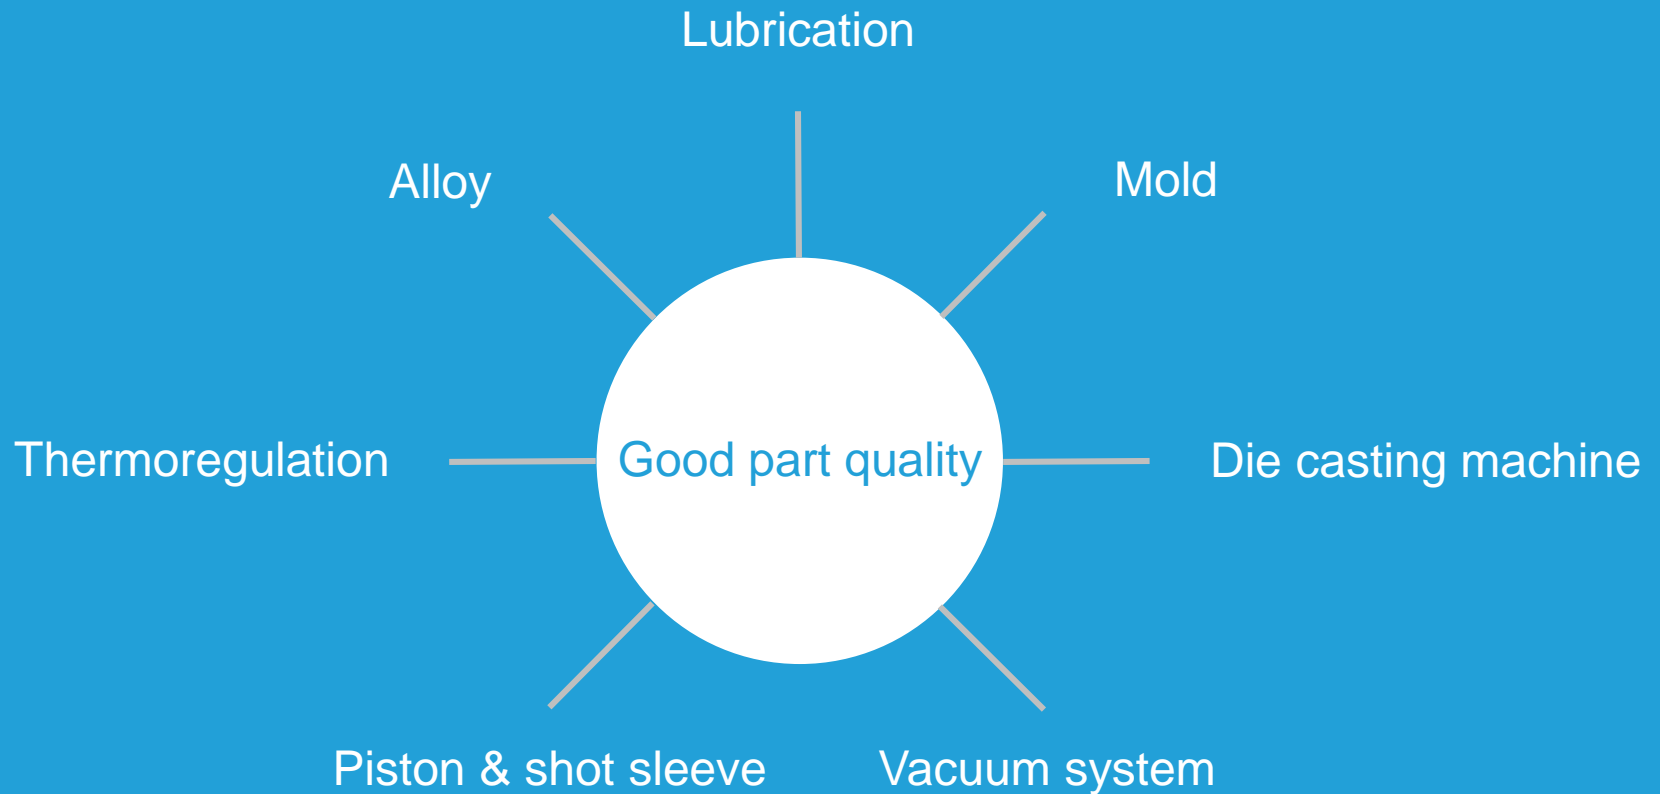 Lubrication
Alloy
Mold
Thermoregulation
Good part quality
Die casting machine
Piston & shot sleeve
Vacuum system